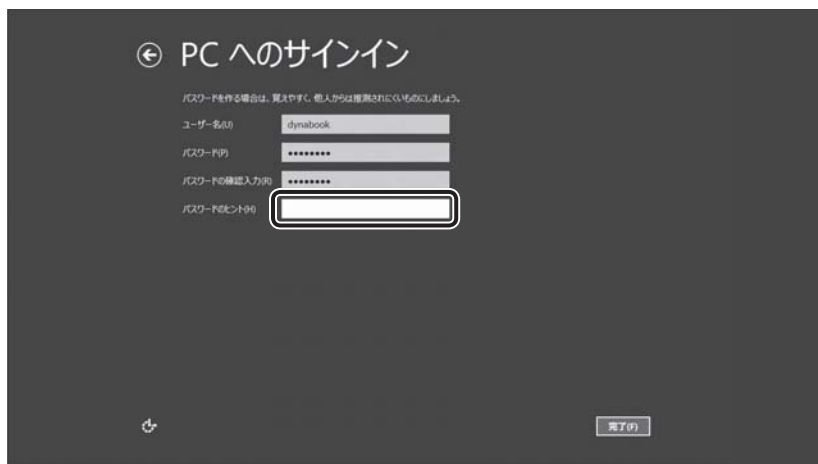 PC へのサインイン
パスワードを作る場合は、覚えやすく、他人からは推測されにくいものにしましょう。
ユーザー名(U)
dynabook
パスワード(P)
••••••••
パスワードの確認入力(R)
••••••••
パスワードのヒント(H)
完了(F)